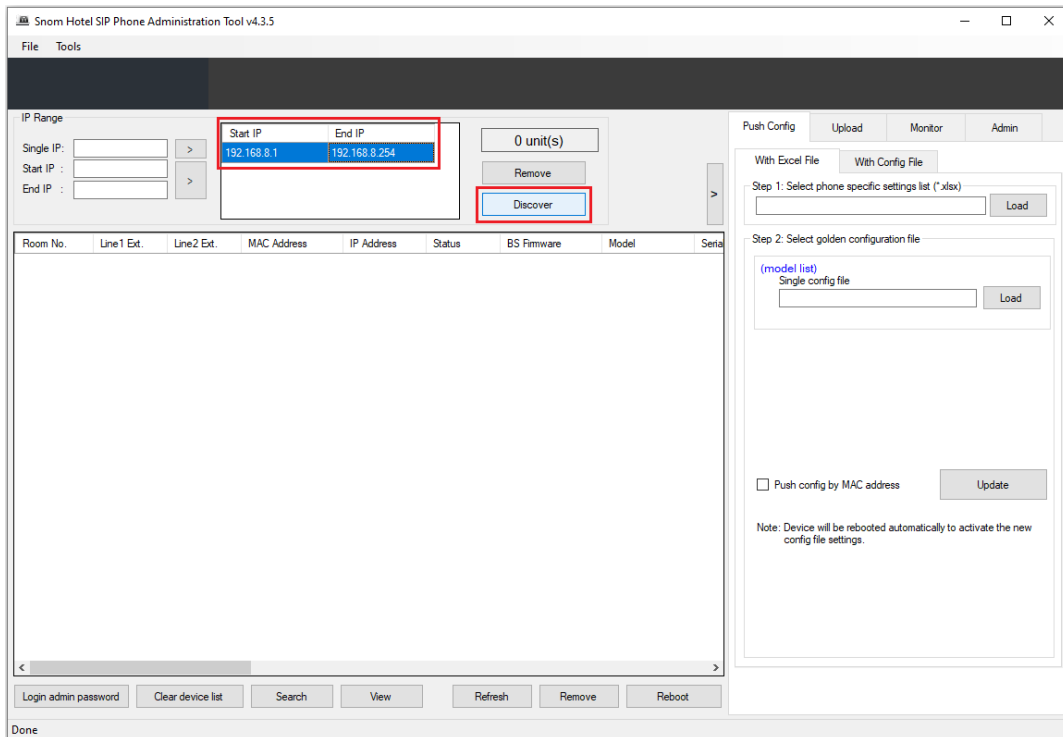 Snom Hotel SIP Phone Administration Tool v4.3.5
File Tools
IP Range
Single IP: >
Start IP :
End IP : >
Start IP End IP
192.168.8.1 192.168.8.254
0 unit(s)
Remove
Discover
>
Room No. Line1 Ext. Line2 Ext. MAC Address IP Address Status BS Firmware Model Seria
Login admin password Clear device list Search View Refresh Remove Reboot
Done
Push Config Upload Monitor Admin
With Excel File With Config File
Step 1: Select phone specific settings list (*.xlsx)
Load
Step 2: Select golden configuration file
(model list)
Single config file
Load
Push config by MAC address Update
Note: Device will be rebooted automatically to activate the new
config file settings.